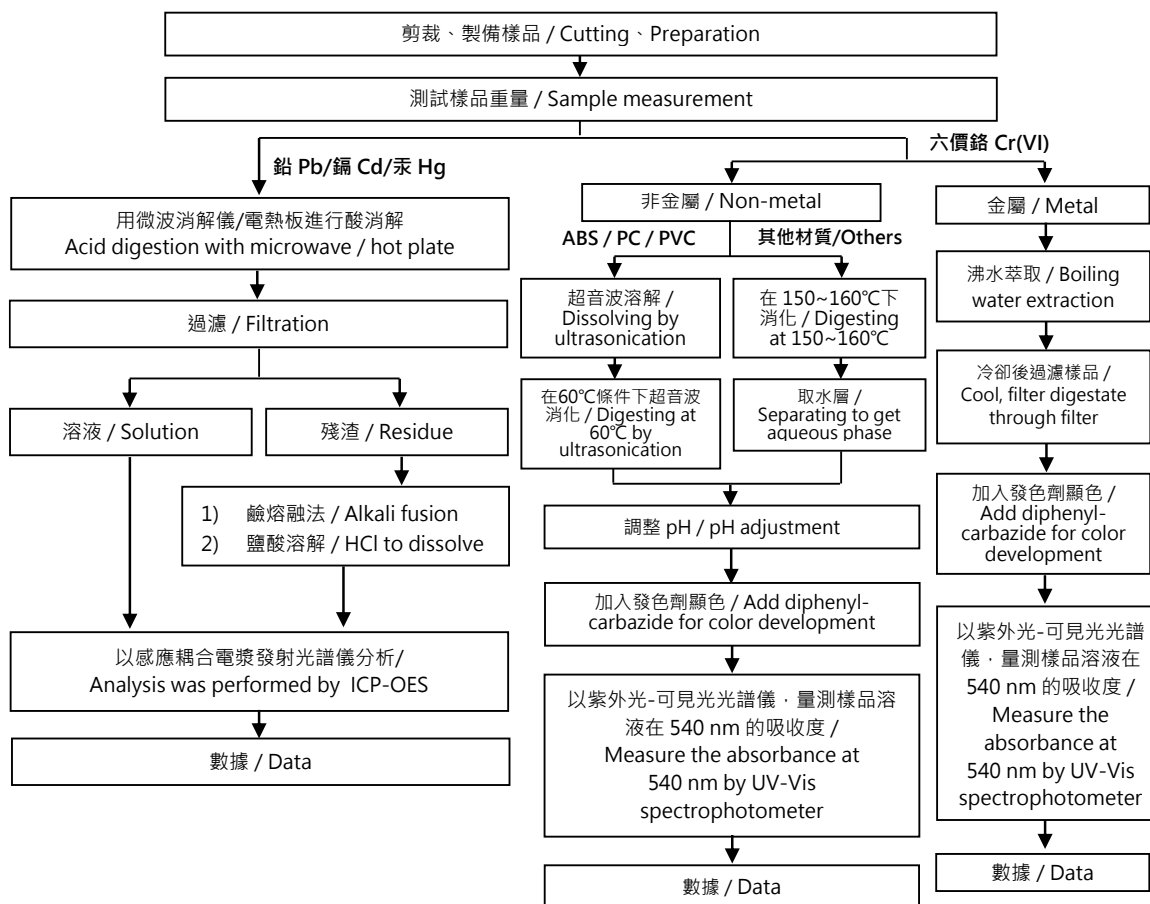 剪裁、製備樣品 / Cutting、Preparation
測試樣品重量 / Sample measurement
鉛 Pb/鎘 Cd/汞 Hg
六價鉻 Cr(VI)
用微波消解儀/電熱板進行酸消解
Acid digestion with microwave / hot plate
過濾 / Filtration
溶液 / Solution
殘渣 / Residue
1) 鹼熔融法 / Alkali fusion
2) 鹽酸溶解 / HCl to dissolve
以感應耦合電漿發射光譜儀分析/
Analysis was performed by ICP-OES
數據 / Data
非金屬 / Non-metal
ABS / PC / PVC
其他材質/Others
超音波溶解 /
Dissolving by
ultrasonication
在60℃條件下超音波
消化 / Digesting at
60℃ by
ultrasonication
在 150~160℃下
消化 / Digesting
at 150~160℃
取水層 /
Separating to get
aqueous phase
調整 pH / pH adjustment
加入發色劑顯色 / Add diphenyl-
carbazide for color development
以紫外光-可見光光譜儀，量測樣品溶
液在 540 nm 的吸收度 /
Measure the absorbance at
540 nm by UV-Vis
spectrophotometer
數據 / Data
金屬 / Metal
沸水萃取 / Boiling
water extraction
冷卻後過濾樣品 /
Cool, filter digestate
through filter
加入發色劑顯色 /
Add diphenyl-
carbazide for color
development
以紫外光-可見光光譜
儀，量測樣品溶液在
540 nm 的吸收度 /
Measure the
absorbance at
540 nm by UV-Vis
spectrophotometer
數據 / Data